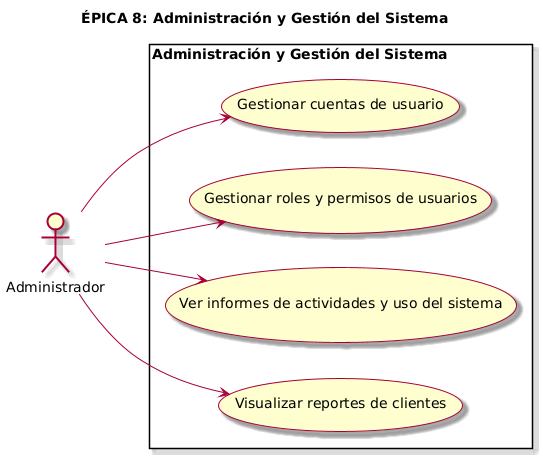 ÉPICA 8: Administración y Gestión del Sistema
Administración y Gestión del Sistema
Gestionar cuentas de usuario
Gestionar roles y permisos de usuarios
Administrador
Ver informes de actividades y uso del sistema
Visualizar reportes de clientes